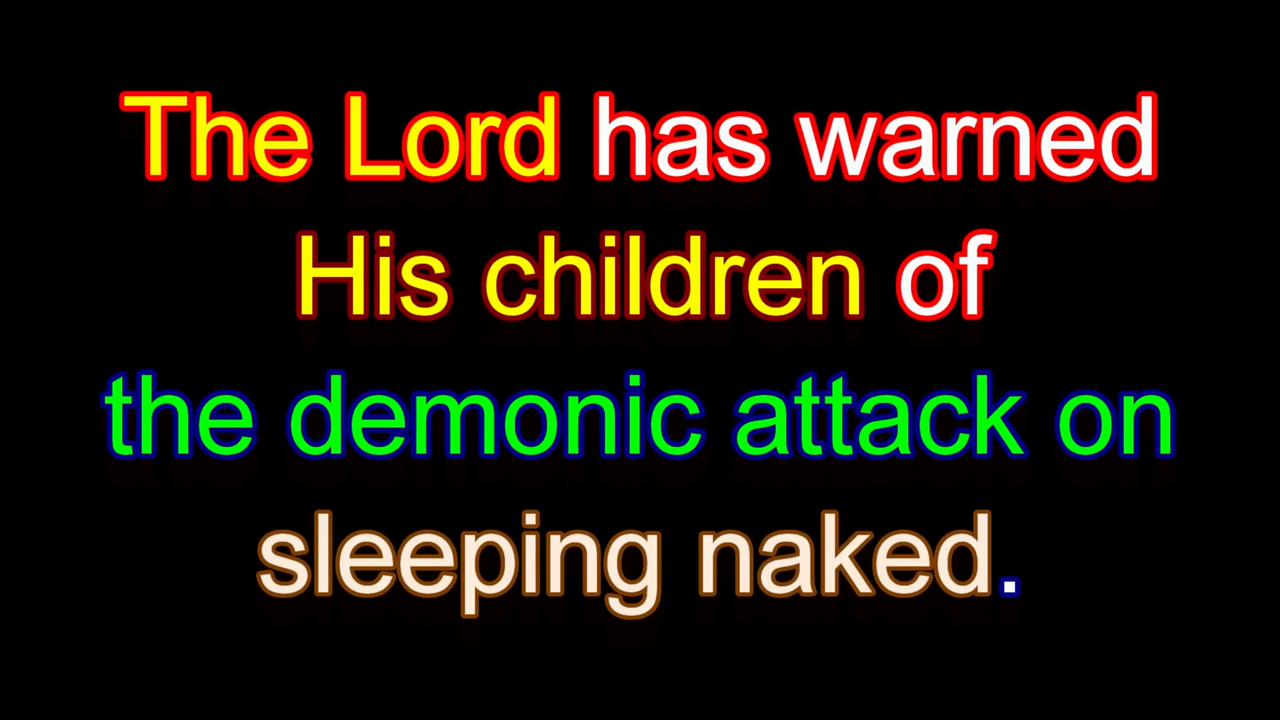 The Lord has warned
His children of
the demonic attack on
sleeping naked.